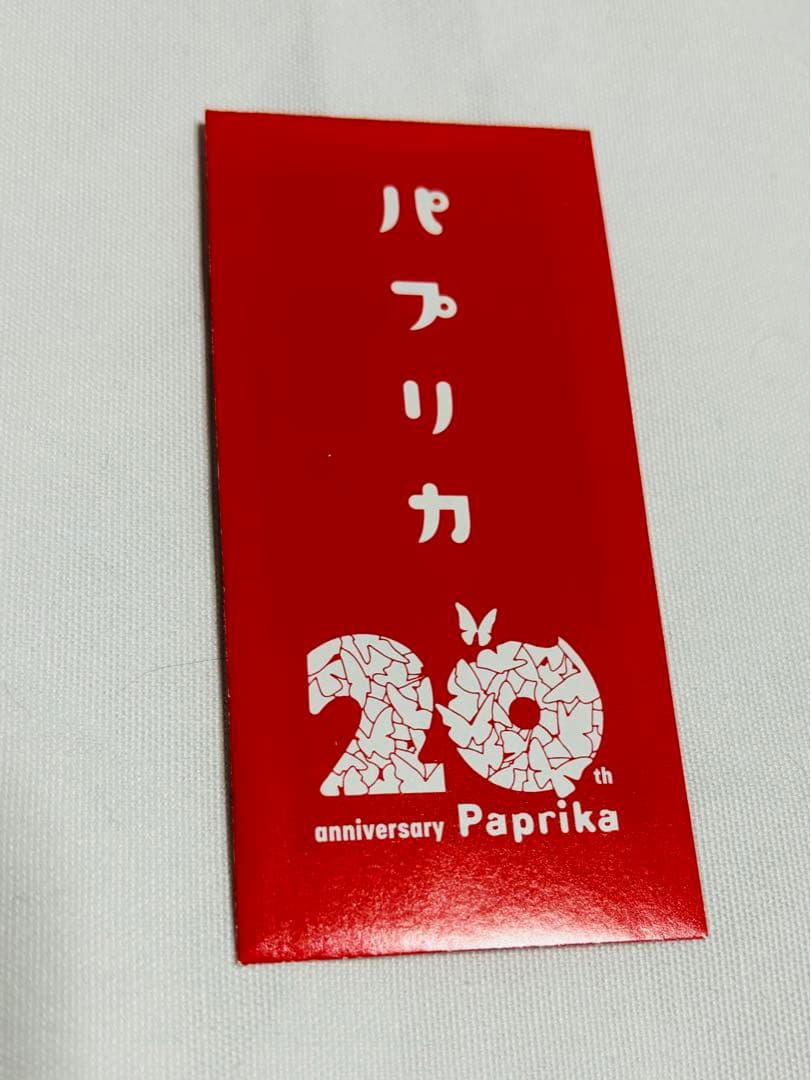 パプリカ
20th
anniversary Paprika